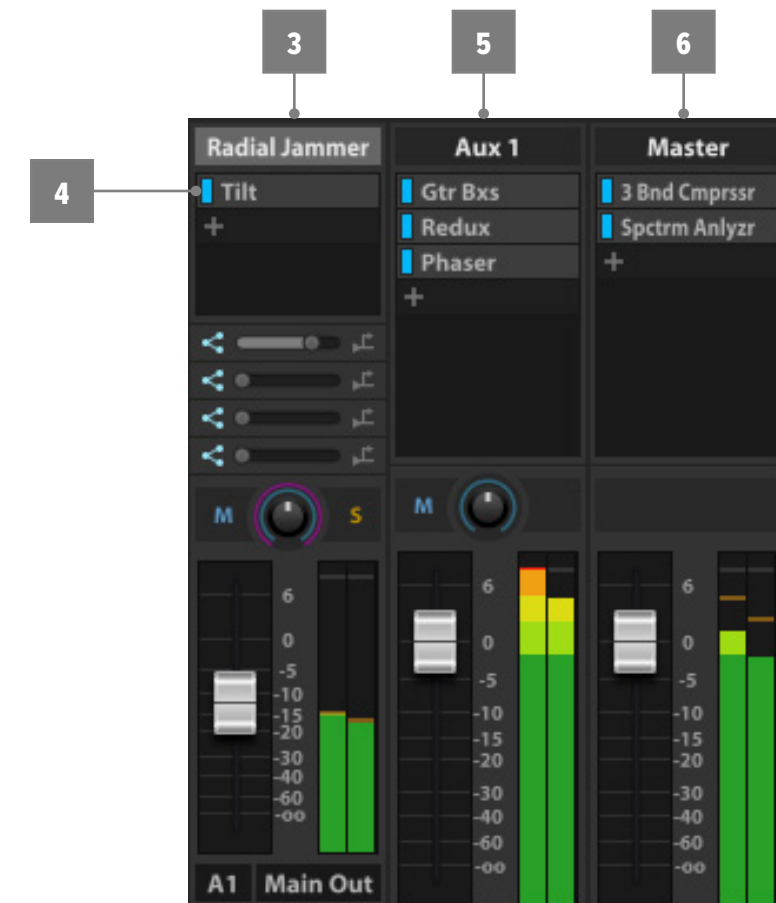 3 5 6
Radial Jammer Aux 1 Master
4
Tilt Gtr Bxs 3 Bnd Cmprssr
+ Redux Spctrm Anlyzr
Phaser +
+
M S M
6 6 6
0 0 0
-5 -5 -5
-10 -10 -10
-15 -15 -15
-20 -20 -20
-30 -30 -30
-40 -40 -40
-60 -60 -60
-oo -oo -oo
A1 Main Out